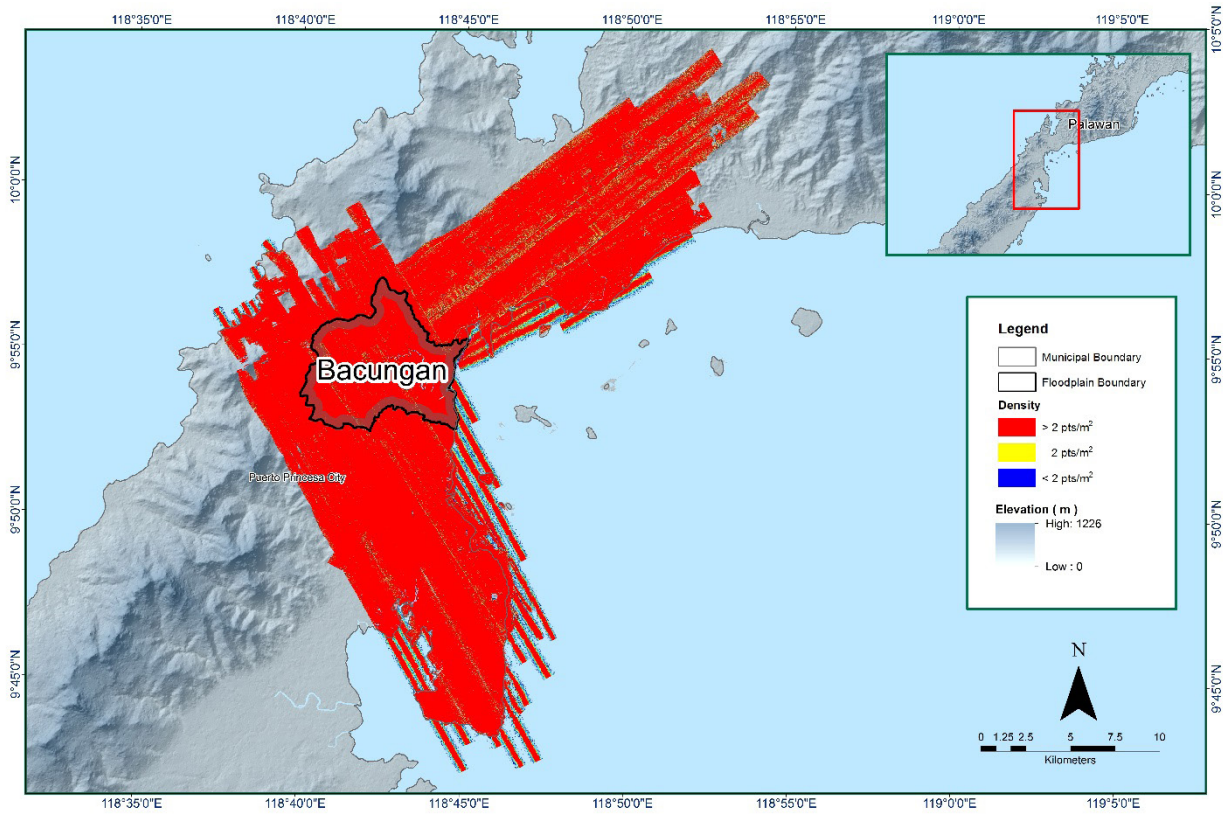 118°35'0"E 118°40'0"E 118°45'0"E 118°50'0"E 118°55'0"E 119°0'0"E 119°5'0"E
10°5'0"N
10°0'0"N
10°0'0"N
9°55'0"N
9°55'0"N
9°50'0"N
9°50'0"N
9°45'0"N
9°45'0"N
Palawan
Bacungan
Puerto Princesa City
Legend
Municipal Boundary
Floodplain Boundary
Density
> 2 pts/m²
2 pts/m²
< 2 pts/m²
Elevation ( m )
High: 1226
Low : 0
N
0 1.25 2.5 5 7.5 10
Kilometers
118°35'0"E 118°40'0"E 118°45'0"E 118°50'0"E 118°55'0"E 119°0'0"E 119°5'0"E